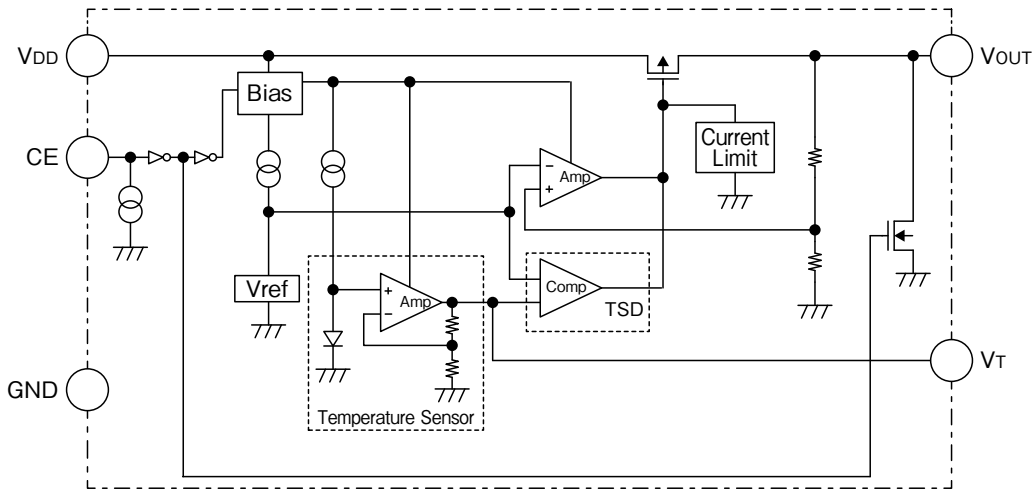 VDD
VOUT
Bias
CE
Current
Limit
−
Amp
+
Vref
+
Amp
−
Comp
TSD
VT
GND
Temperature Sensor